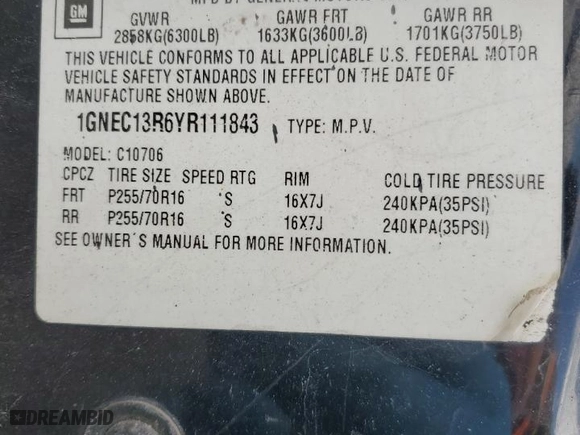 GM
GVWR GAWR FRT GAWR RR
2858KG(6300LB) 1633KG(3600LB) 1701KG(3750LB)
THIS VEHICLE CONFORMS TO ALL APPLICABLE U.S. FEDERAL MOTOR
VEHICLE SAFETY STANDARDS IN EFFECT ON THE DATE OF
MANUFACTURE SHOWN ABOVE.
1GNEC13R6YR111843 TYPE: M.P.V.
MODEL: C10706
CPCZ TIRE SIZE SPEED RTG RIM COLD TIRE PRESSURE
FRT P255/70R16 S 16X7J 240KPA(35PSI)
RR P255/70R16 S 16X7J 240KPA(35PSI)
SEE OWNER'S MANUAL FOR MORE INFORMATION.
DREAMBID